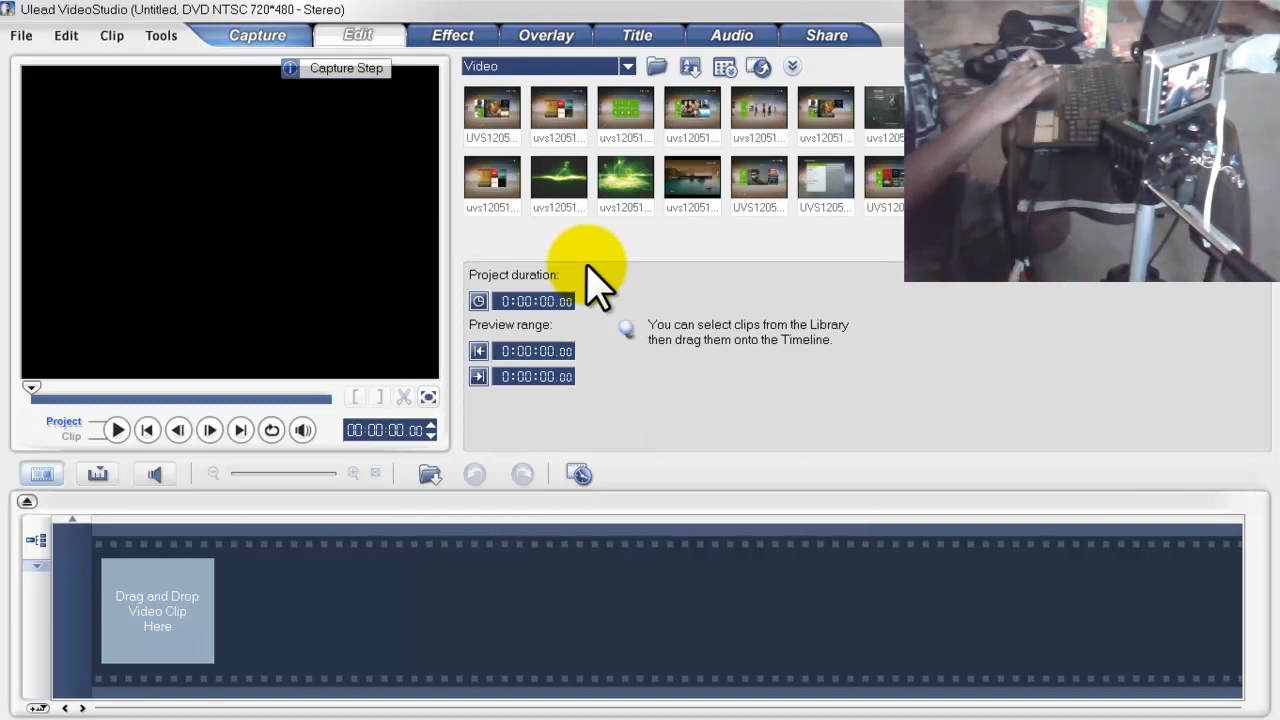 Ulead VideoStudio (Untitled, DVD NTSC 720*480 - Stereo)
File Edit Clip Tools Capture Edit Effect Overlay Title Audio Share
Capture Step
Video
UVS1205... uvs1205​1... uvs12051... uvs12051... uvs12051... uvs12051... uvs12
uvs12051... uvs12051... uvs12051... uvs12051... UVS1205... UVS1205... UVS12
Project duration:
0:00:00.00
You can select clips from the Library
then drag them onto the Timeline.
Preview range:
0:00:00.00
0:00:00.00
Project
Clip
00:00:00.00
Drag and Drop
Video Clip
Here